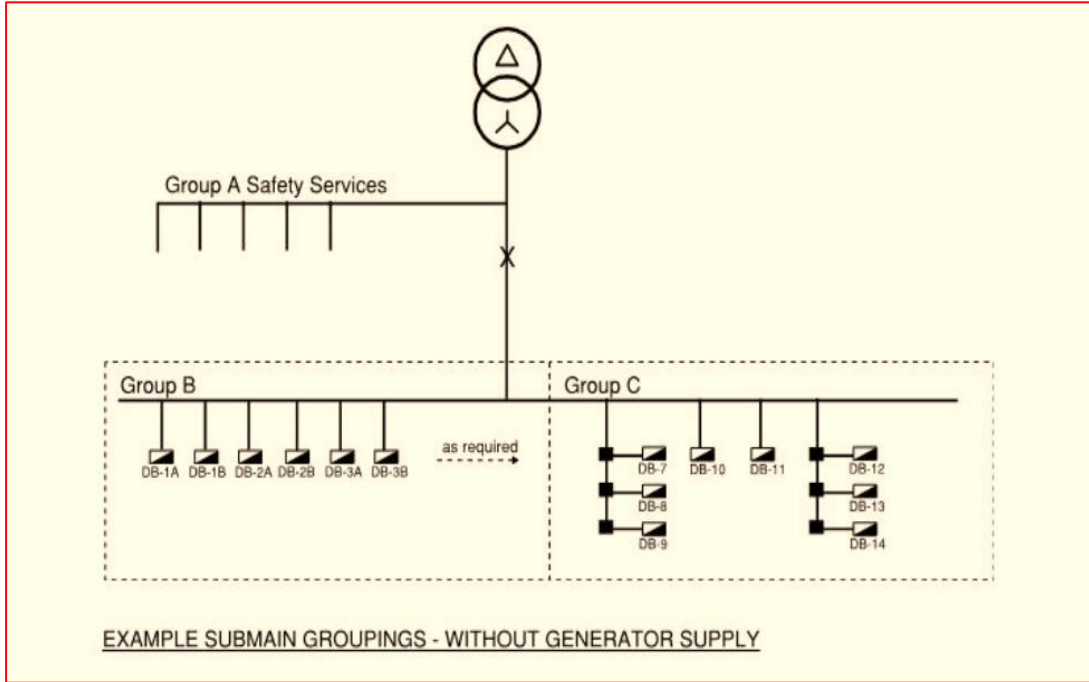 Group A Safety Services
X
Group B
Group C
as required
DB-1A DB-1B DB-2A DB-2B DB-3A DB-3B
DB-7
DB-10
DB-11
DB-12
DB-8
DB-13
DB-9
DB-14
EXAMPLE SUBMAIN GROUPINGS - WITHOUT GENERATOR SUPPLY